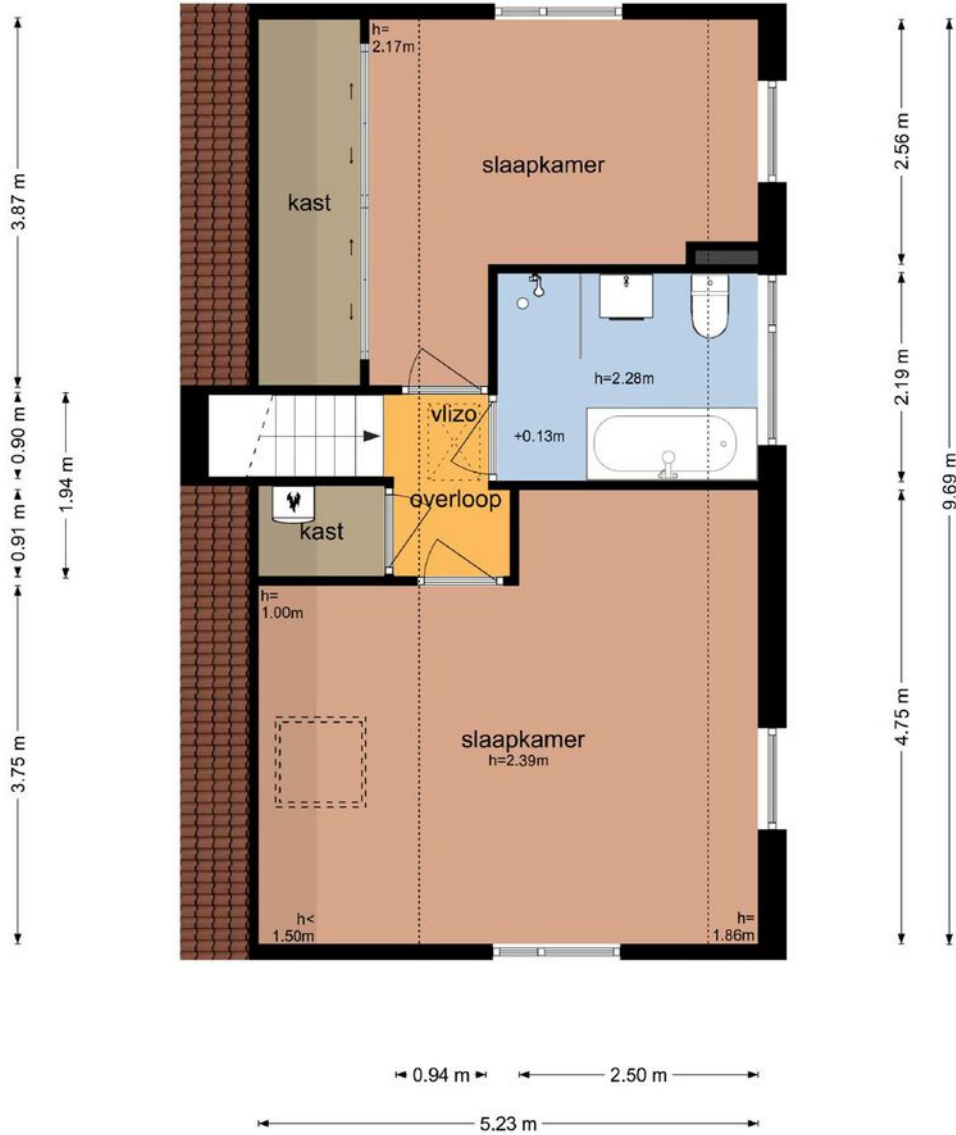 h=
2.17m
slaapkamer
kast
3.87 m
2.56 m
2.19 m
h=2.28m
+0.13m
vlizo
overloop
kast
0.90 m
0.91 m
1.94 m
9.69 m
h=
1.00m
slaapkamer
h=2.39m
3.75 m
4.75 m
h<
1.50m
h=
1.86m
0.94 m
2.50 m
5.23 m